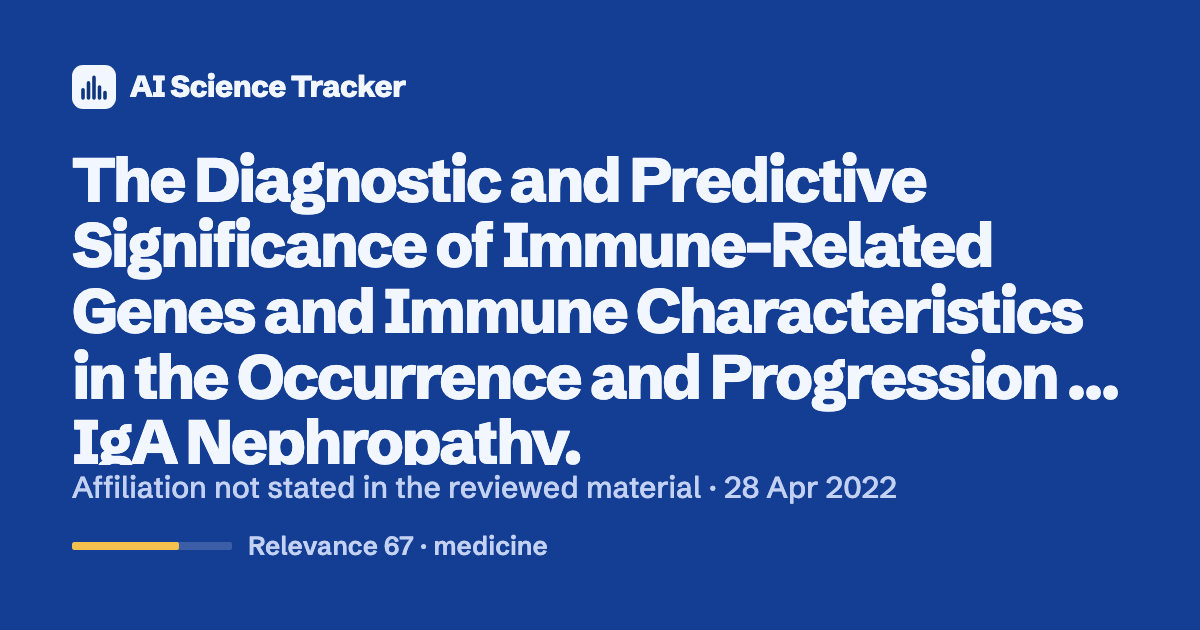 AI Science Tracker
The Diagnostic and Predictive
Significance of Immune-Related
Genes and Immune Characteristics
in the Occurrence and Progression ...
IgA Nephropathy.
Affiliation not stated in the reviewed material · 28 Apr 2022
Relevance 67 · medicine